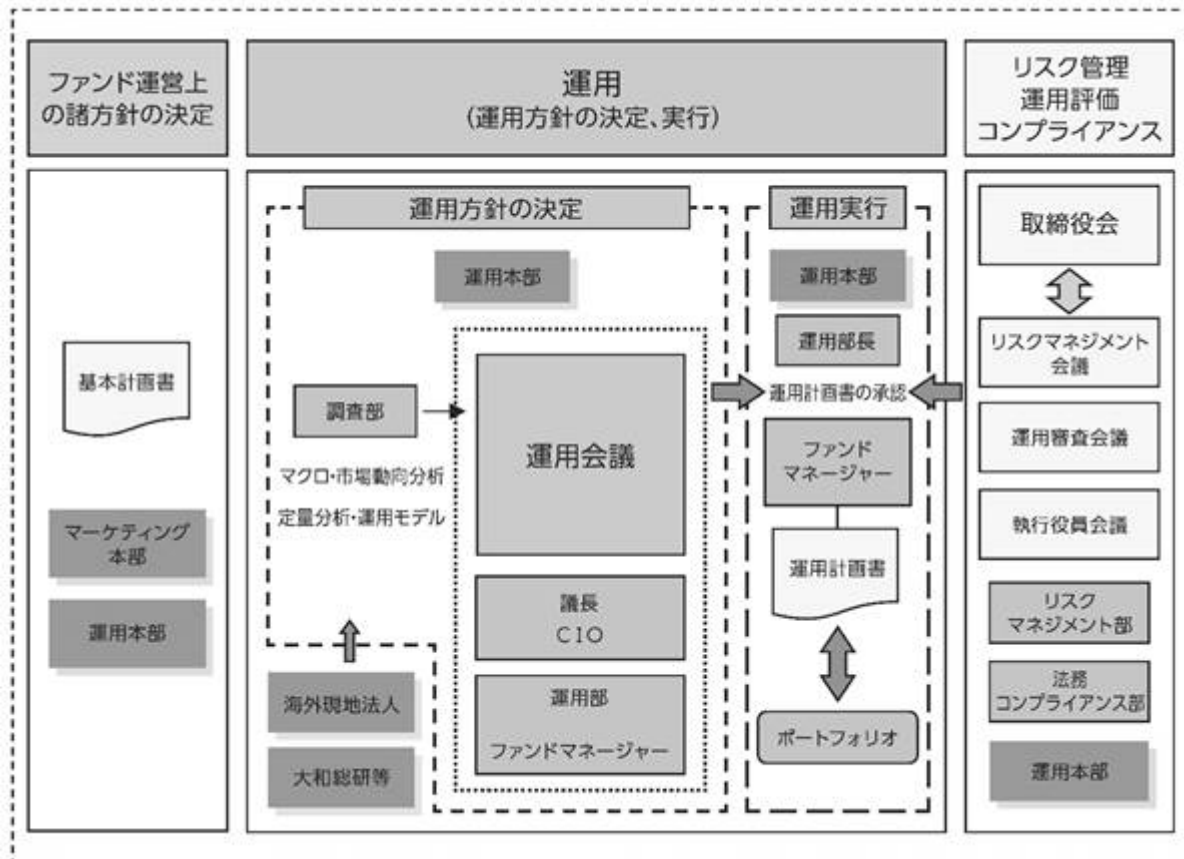 ファンド運営上
の諸方針の決定
運用
(運用方針の決定、実行)
リスク管理
運用評価
コンプライアンス
基本計画書
マーケティング
本部
運用本部
運用方針の決定
運用本部
調査部
マクロ・市場動向分析
定量分析・運用モデル
海外現地法人
大和総研等
運用会議
議長
CIO
運用部
ファンドマネージャー
運用実行
運用本部
運用部長
運用計画書の承認
ファンド
マネージャー
運用計画書
ポートフォリオ
取締役会
リスクマネジメント
会議
運用審査会議
執行役員会議
リスク
マネジメント部
法務
コンプライアンス部
運用本部